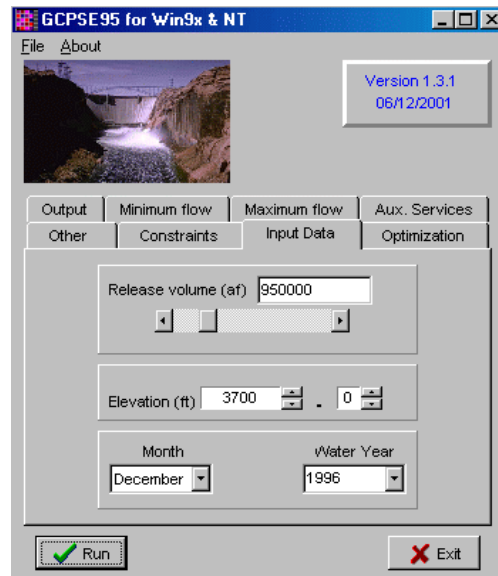 GCPSE95 for Win9x & NT
File About
Version 1.3.1
06/12/2001
Output Minimum flow Maximum flow Aux. Services
Other Constraints Input Data Optimization
Release volume (af) 950000
Elevation (ft) 3700 . 0
Month Water Year
December 1996
Run Exit